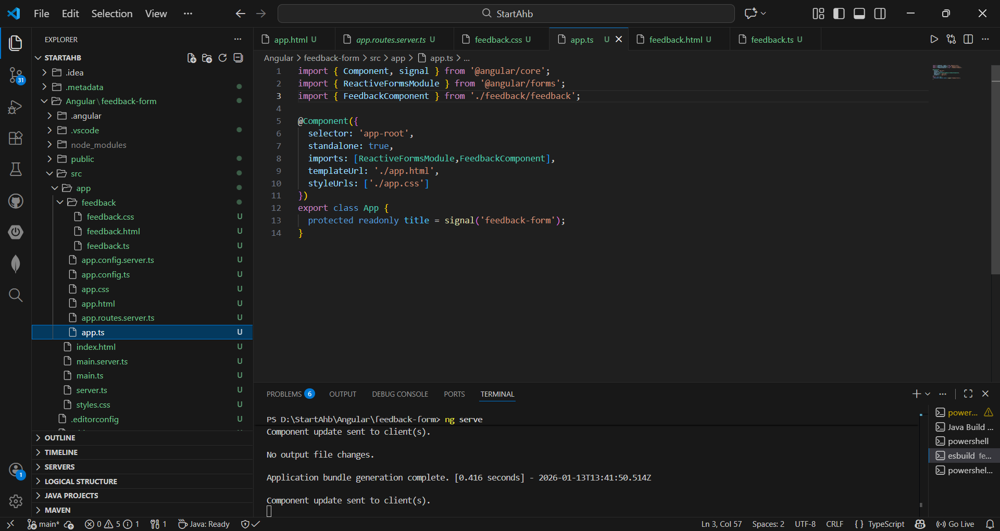 File Edit Selection View ···
StartAhb
EXPLORER
STARTAHB
.idea
.metadata
Angular\feedback-form
.angular
.vscode
node_modules
public
src
app
feedback
feedback.css U
feedback.html U
feedback.ts U
app.config.server.ts U
app.config.ts U
app.css U
app.html U
app.routes.server.ts U
app.ts U
index.html U
main.server.ts U
main.ts U
server.ts U
styles.css U
.editorconfig U
OUTLINE
TIMELINE
SERVERS
LOGICAL STRUCTURE
JAVA PROJECTS
MAVEN
31
1
app.html U app.routes.server.ts U feedback.css U app.ts U feedback.html U feedback.ts U
Angular > feedback-form > src > app > app.ts > ...
1 import { Component, signal } from '@angular/core';
2 import { ReactiveFormsModule } from '@angular/forms';
3 import { FeedbackComponent } from './feedback/feedback';
4
5 @Component({
6 selector: 'app-root',
7 standalone: true,
8 imports: [ReactiveFormsModule,FeedbackComponent],
9 templateUrl: './app.html',
10 styleUrls: ['./app.css']
11 })
12 export class App {
13 protected readonly title = signal('feedback-form');
14 }
PROBLEMS 6 OUTPUT DEBUG CONSOLE PORTS TERMINAL
PS D:\StartAhb\Angular\feedback-form> ng serve
Component update sent to client(s).
No output file changes.
Application bundle generation complete. [0.416 seconds] - 2026-01-13T13:41:50.514Z
Component update sent to client(s).
power...
Java Build ...
powershell
esbuild fe...
powershel...
main* 0 5 1 1 Java: Ready Ln 3, Col 57 Spaces: 2 UTF-8 CRLF { } TypeScript Go Live